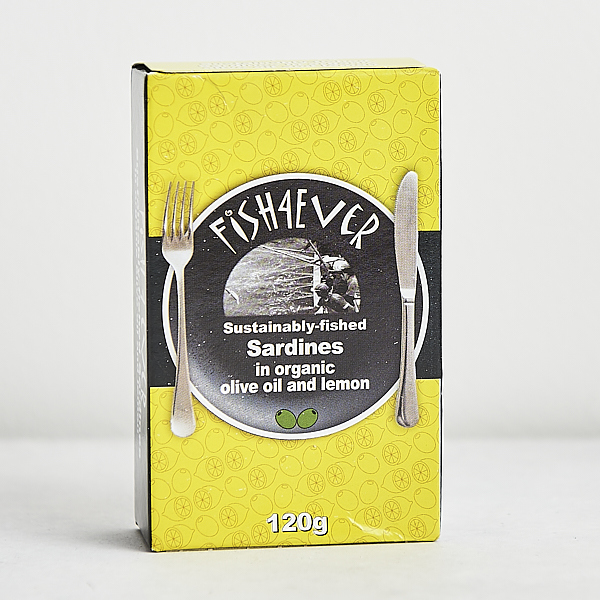 FISH4EVER
Sustainably-fished
Sardines
in organic
olive oil and lemon
120g